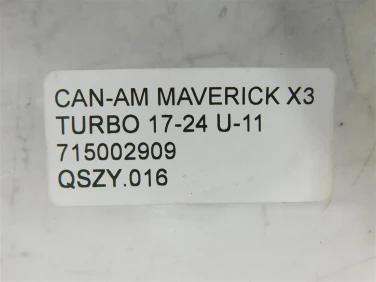 CAN-AM MAVERICK X3
TURBO 17-24 U-11
715002909
QSZY.016